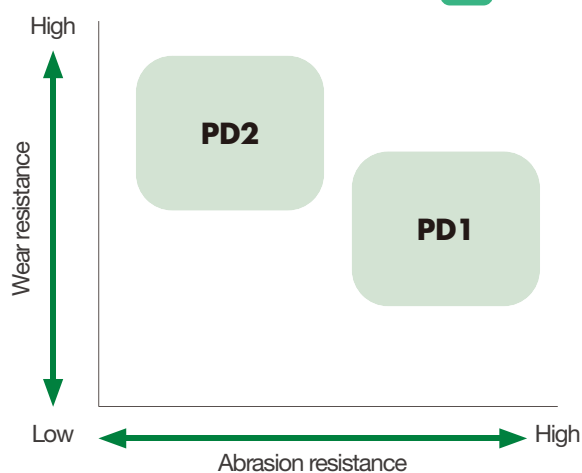 High
Wear resistance
PD2
PD1
Low
High
Abrasion resistance